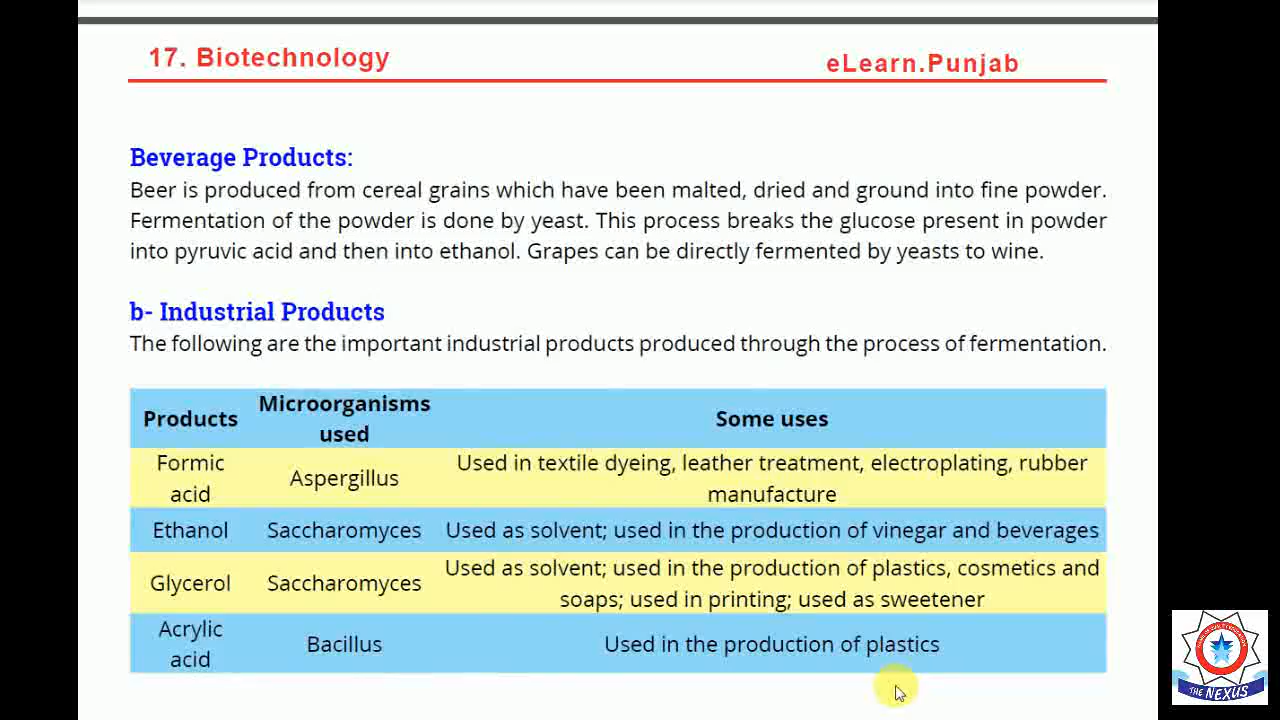 17. Biotechnology
eLearn.Punjab
Beverage Products:
Beer is produced from cereal grains which have been malted, dried and ground into fine powder.
Fermentation of the powder is done by yeast. This process breaks the glucose present in powder
into pyruvic acid and then into ethanol. Grapes can be directly fermented by yeasts to wine.
b- Industrial Products
The following are the important industrial products produced through the process of fermentation.
Products
Microorganisms
used
Some uses
Formic
acid
Aspergillus
Used in textile dyeing, leather treatment, electroplating, rubber
manufacture
Ethanol
Saccharomyces
Used as solvent; used in the production of vinegar and beverages
Glycerol
Saccharomyces
Used as solvent; used in the production of plastics, cosmetics and
soaps; used in printing; used as sweetener
Acrylic
acid
Bacillus
Used in the production of plastics
THE NEXUS